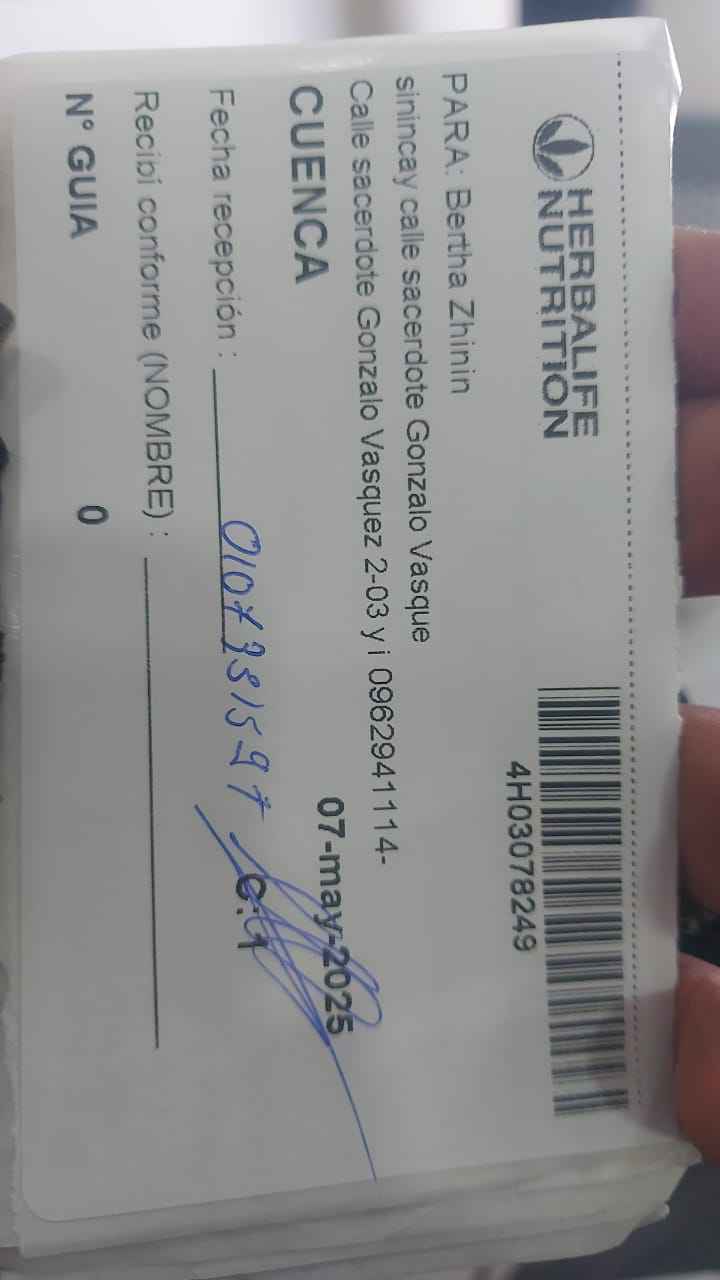 HERBALIFE
NUTRITION
4H03078249
PARA: Bertha Zhinin
sinincay calle sacerdote Gonzalo Vasque
Calle sacerdote Gonzalo Vasquez 2-03 y i 0962941114-
CUENCA
07-may-2025
Fecha recepción :
C:1
Recibí conforme (NOMBRE) :
N° GUIA 0